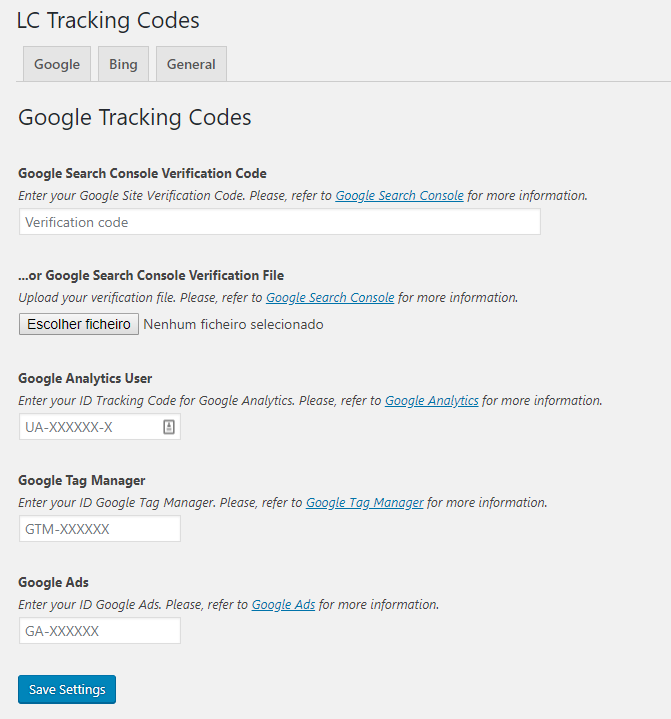 LC Tracking Codes
Google Bing General
Google Tracking Codes
Google Search Console Verification Code
Enter your Google Site Verification Code. Please, refer to Google Search Console for more information.
Verification code
...or Google Search Console Verification File
Upload your verification file. Please, refer to Google Search Console for more information.
Escolher ficheiro Nenhum ficheiro selecionado
Google Analytics User
Enter your ID Tracking Code for Google Analytics. Please, refer to Google Analytics for more information.
UA-XXXXXX-X
Google Tag Manager
Enter your ID Google Tag Manager. Please, refer to Google Tag Manager for more information.
GTM-XXXXXX
Google Ads
Enter your ID Google Ads. Please, refer to Google Ads for more information.
GA-XXXXXX
Save Settings